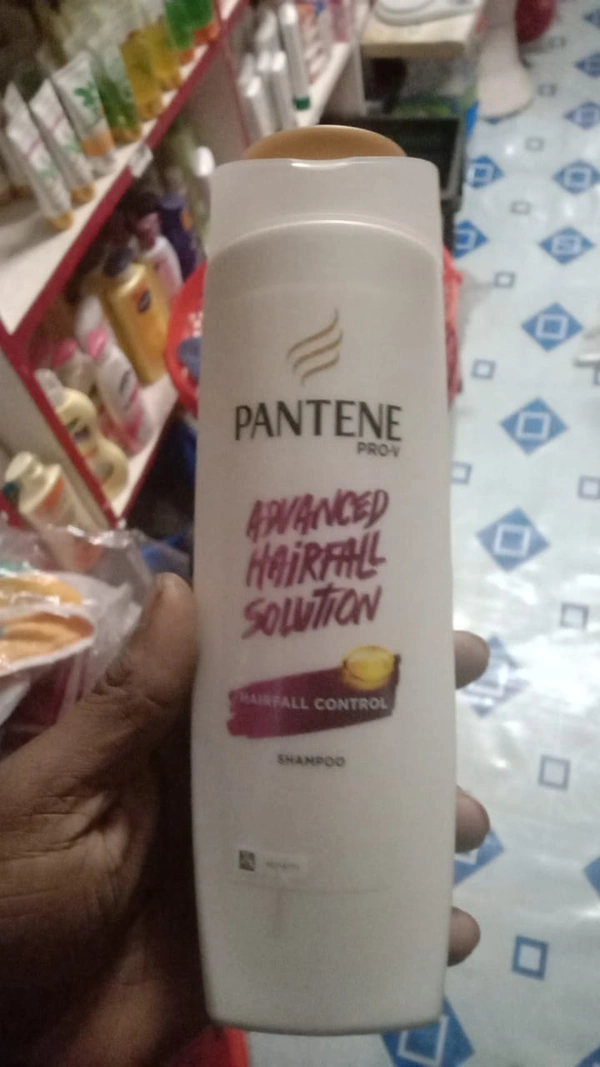 PANTENE
PRO-V
ADVANCED
HAIRFALL
SOLUTION
HAIRFALL CONTROL
SHAMPOO